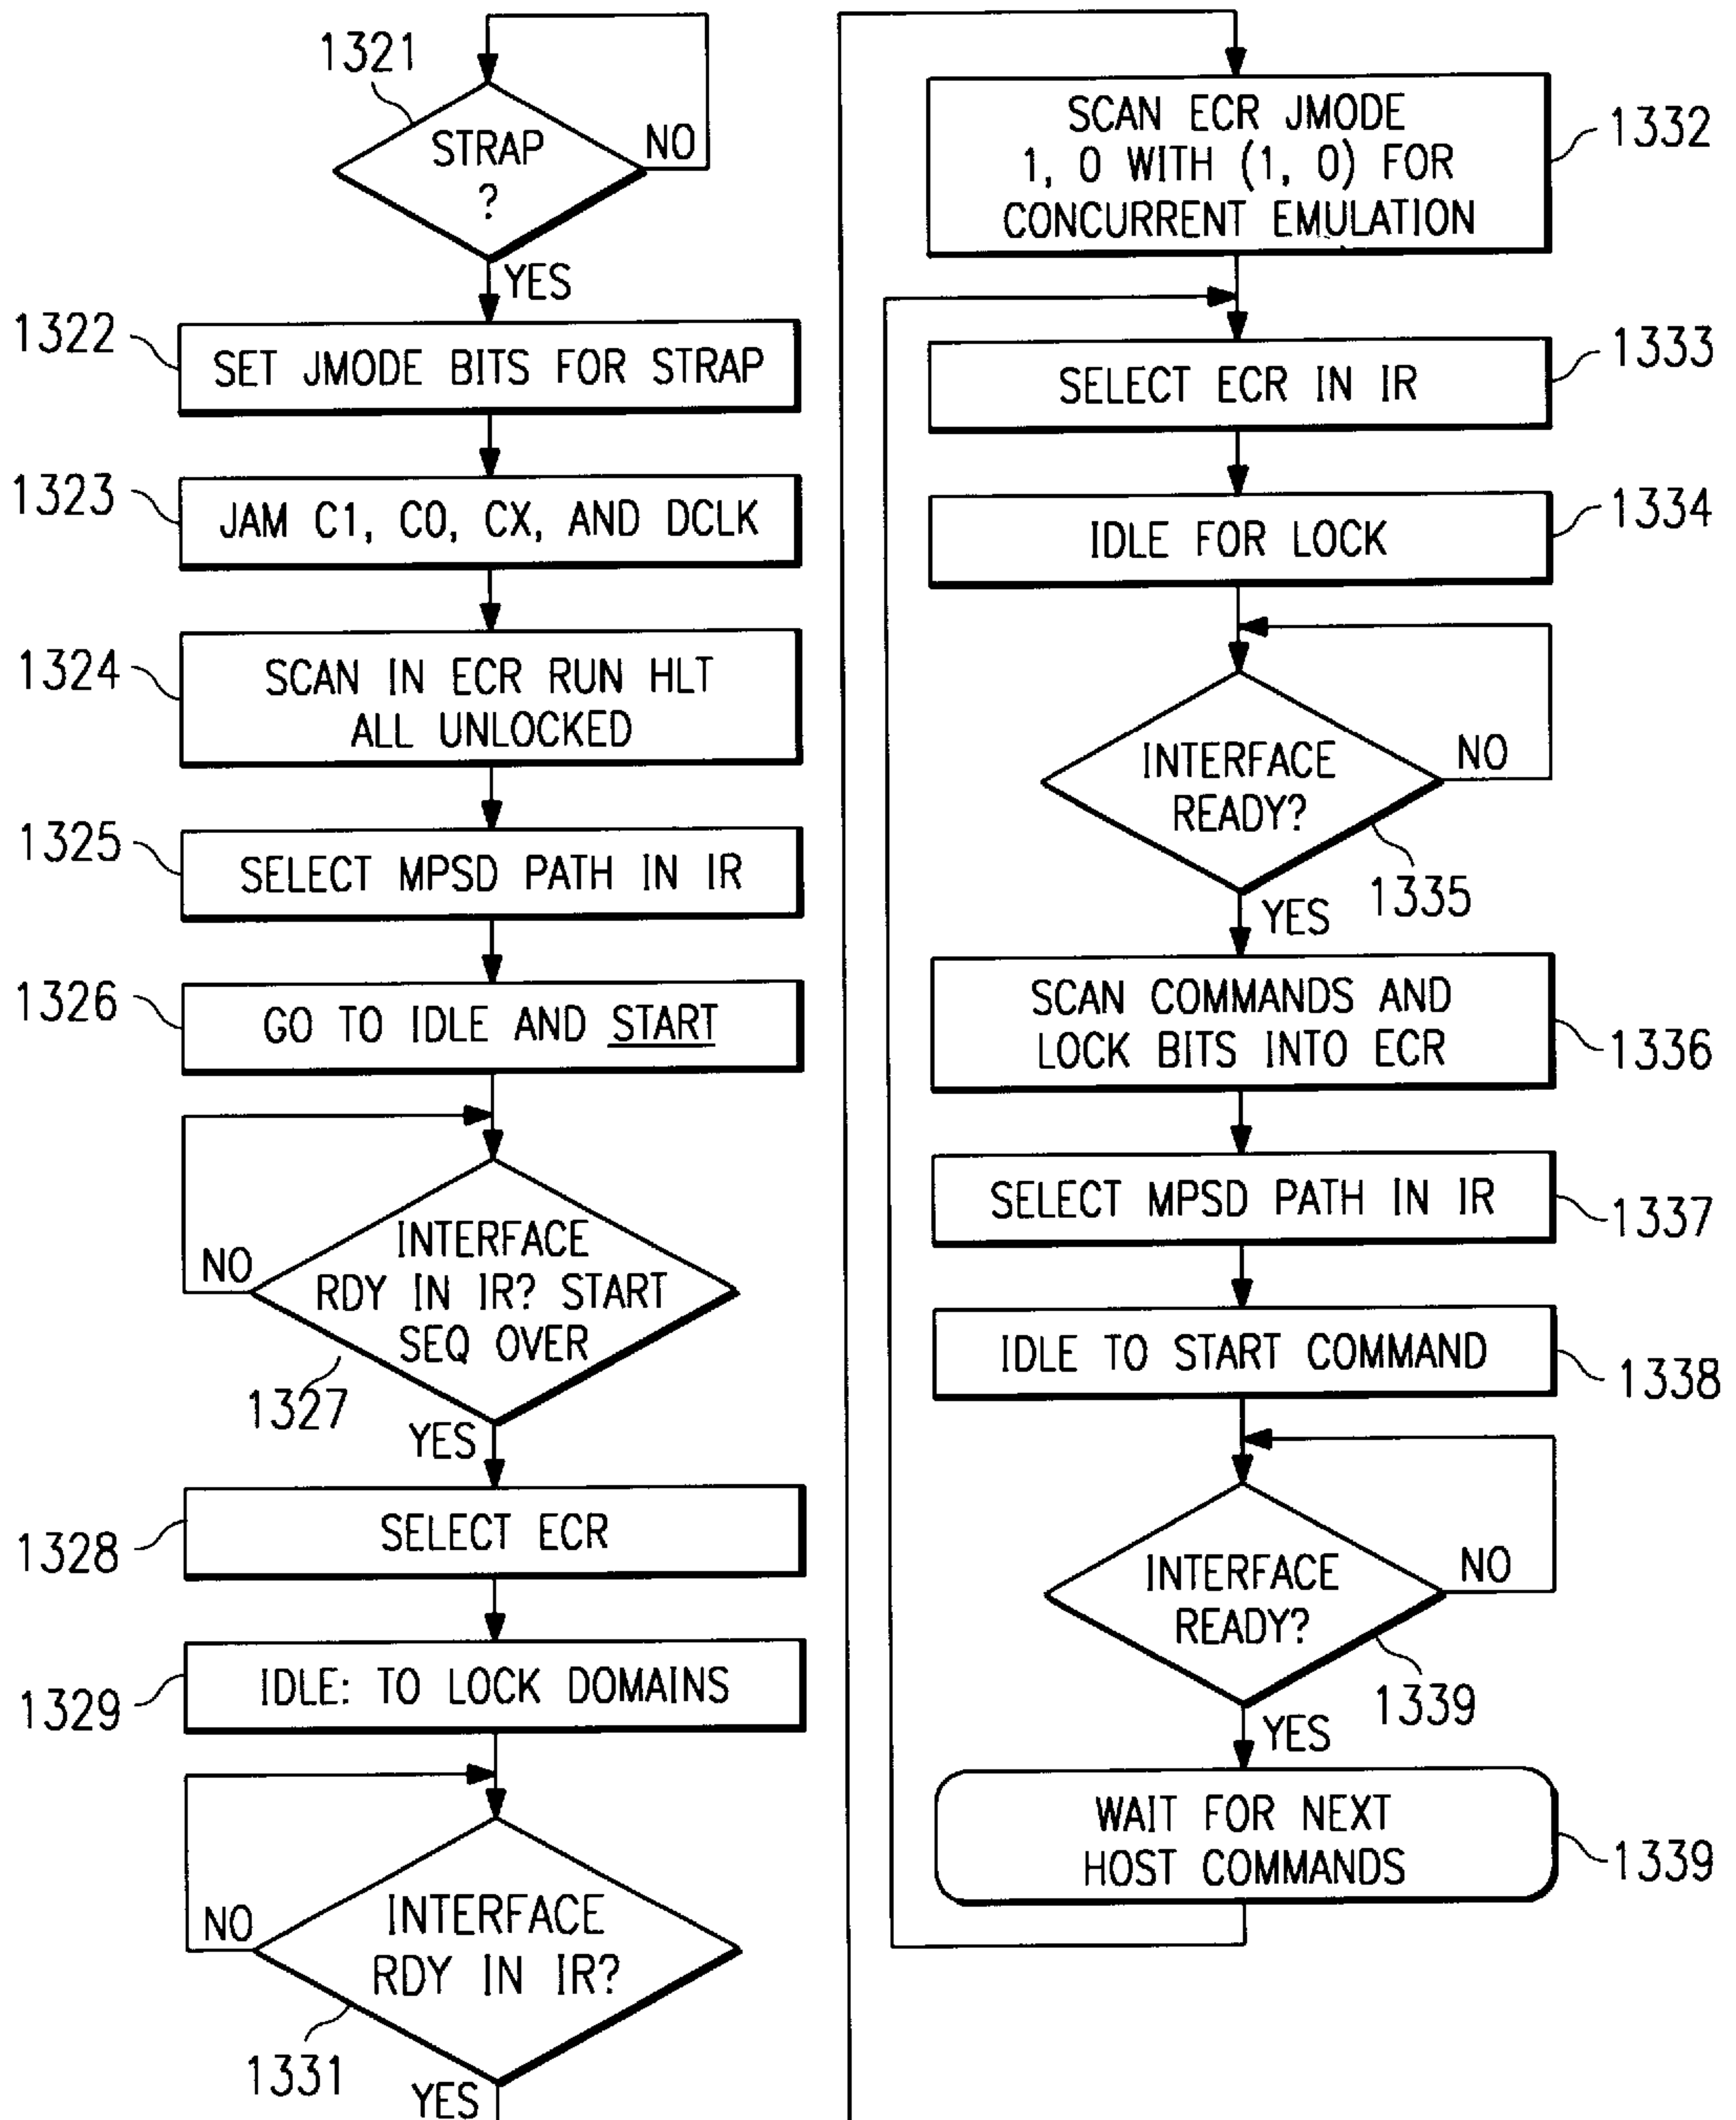 1321
STRAP
?
NO
YES
1322
SET JMODE BITS FOR STRAP
1323
JAM C1, C0, CX, AND DCLK
1324
SCAN IN ECR RUN HLT
ALL UNLOCKED
1325
SELECT MPSD PATH IN IR
1326
GO TO IDLE AND START
INTERFACE
RDY IN IR? START
SEQ OVER
NO
1327
YES
1328
SELECT ECR
1329
IDLE: TO LOCK DOMAINS
INTERFACE
RDY IN IR?
NO
1331
YES
SCAN ECR JMODE
1, 0 WITH (1, 0) FOR
CONCURRENT EMULATION
1332
SELECT ECR IN IR
1333
IDLE FOR LOCK
1334
INTERFACE
READY?
NO
1335
YES
SCAN COMMANDS AND
LOCK BITS INTO ECR
1336
SELECT MPSD PATH IN IR
1337
IDLE TO START COMMAND
1338
INTERFACE
READY?
NO
1339
YES
WAIT FOR NEXT
HOST COMMANDS
1339